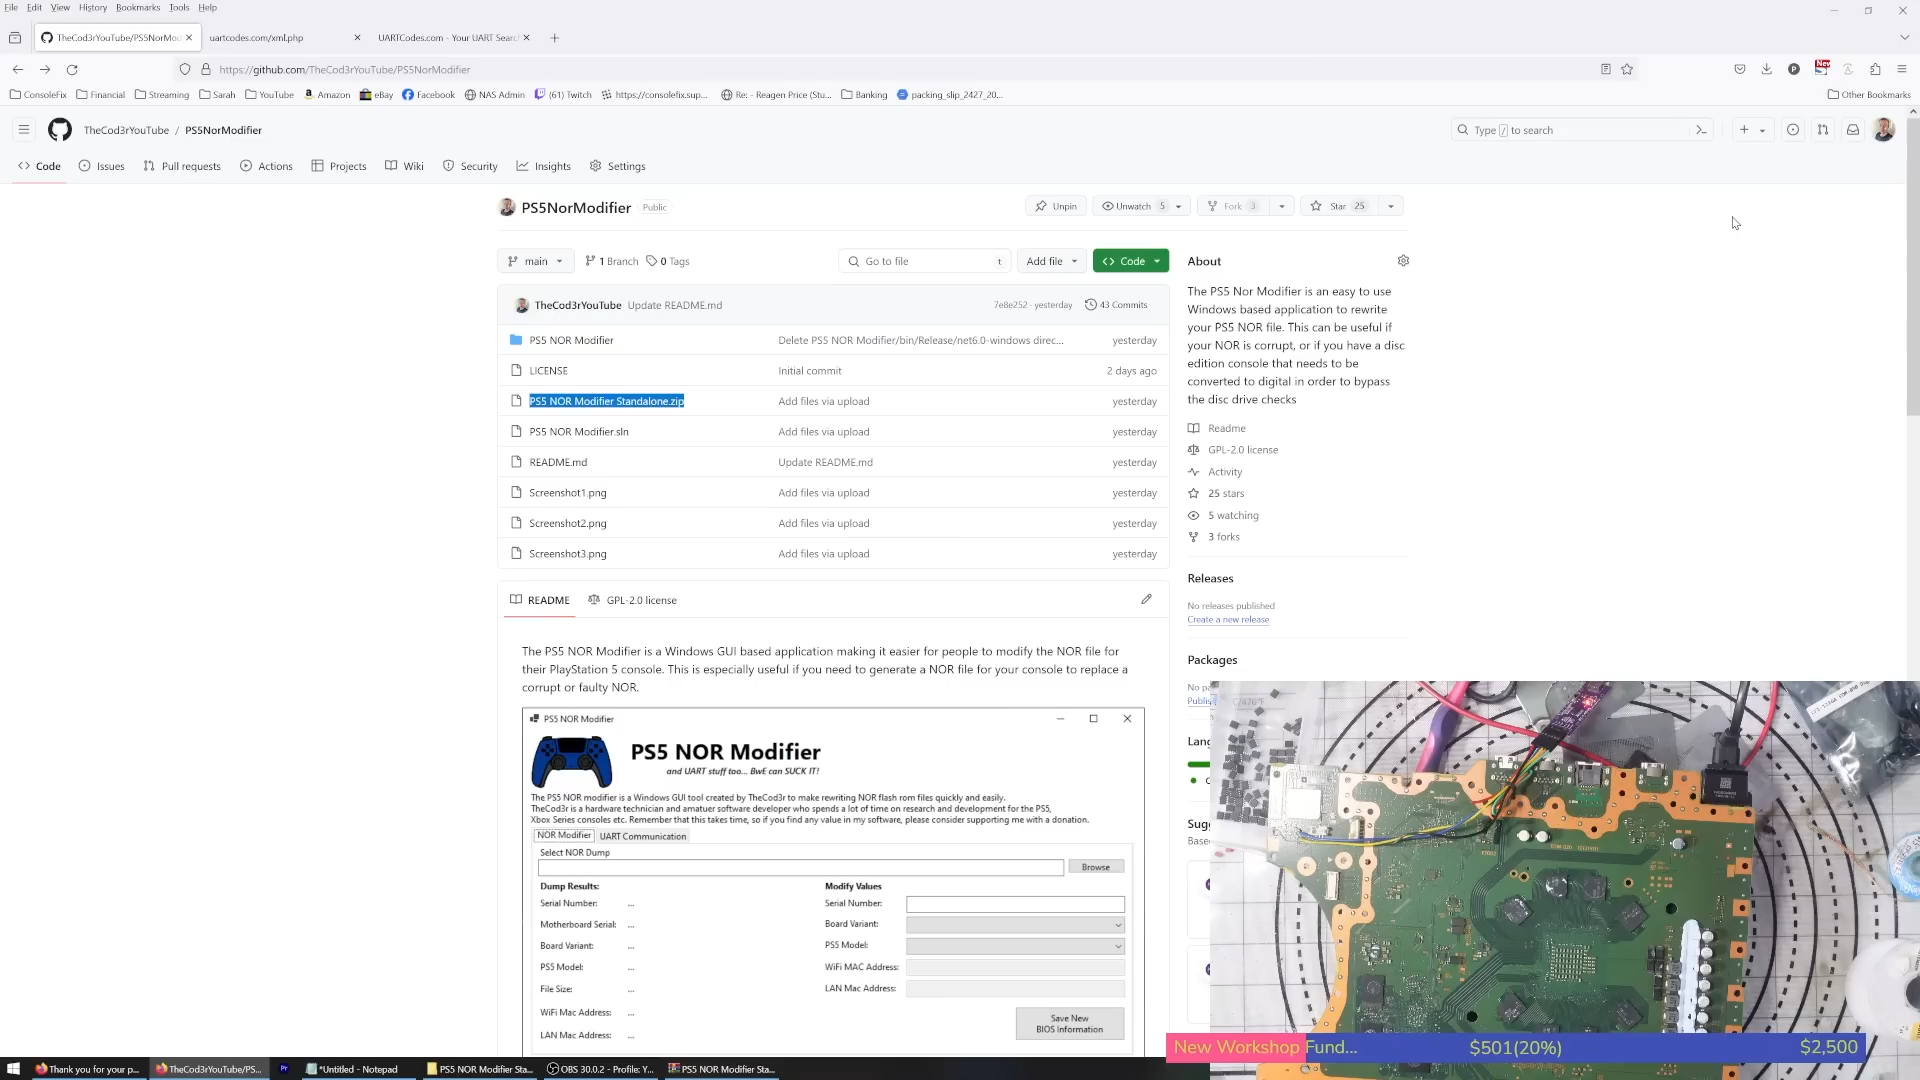 File Edit View History Bookmarks Tools Help
TheCod3rYouTube/PS5NorMod
uartcodes.com/xml.php
UARTCodes.com - Your UART Searc
https://github.com/TheCod3rYouTube/PS5NorModifier
New
ConsoleFix Financial Streaming Sarah YouTube Amazon eBay Facebook NAS Admin (61) Twitch https://consolefix.sup... Re: - Reagen Price (Stu... Banking packing_slip_2427_20... Other Bookmarks
TheCod3rYouTube / PS5NorModifier
Type / to search
Code Issues Pull requests Actions Projects Wiki Security Insights Settings
PS5NorModifier Public
Unpin Unwatch 5 Fork 3 Star 25
main 1 Branch 0 Tags
Go to file t
Add file
Code
TheCod3rYouTube Update README.md 7e8e252 · yesterday 43 Commits
PS5 NOR Modifier Delete PS5 NOR Modifier/bin/Release/net6.0-windows direc... yesterday
LICENSE Initial commit 2 days ago
PS5 NOR Modifier Standalone.zip Add files via upload yesterday
PS5 NOR Modifier.sln Add files via upload yesterday
README.md Update README.md yesterday
Screenshot1.png Add files via upload yesterday
Screenshot2.png Add files via upload yesterday
Screenshot3.png Add files via upload yesterday
About
The PS5 Nor Modifier is an easy to use
Windows based application to rewrite
your PS5 NOR file. This can be useful if
your NOR is corrupt, or if you have a disc
edition console that needs to be
converted to digital in order to bypass
the disc drive checks
Readme
GPL-2.0 license
Activity
25 stars
5 watching
3 forks
Releases
No releases published
Create a new release
Packages
No pa
Publis
Lang
Sugg
Base
README GPL-2.0 license
The PS5 NOR Modifier is a Windows GUI based application making it easier for people to modify the NOR file for
their PlayStation 5 console. This is especially useful if you need to generate a NOR file for your console to replace a
corrupt or faulty NOR.
PS5 NOR Modifier
PS5 NOR Modifier
and UART stuff too... BwE can SUCK IT!
The PS5 NOR modifier is a Windows GUI tool created by TheCod3r to make rewriting NOR flash rom files quickly and easily.
TheCod3r is a hardware technician and amatuer software developer who spends a lot of time on research and development for the PS5,
Xbox Series consoles etc. Remember that this takes time, so if you find any value in my software, please consider supporting me with a donation.
NOR Modifier UART Communication
Select NOR Dump
Browse
Dump Results:
Serial Number: ...
Motherboard Serial: ...
Board Variant: ...
PS5 Model: ...
File Size: ...
WiFi Mac Address: ...
LAN Mac Address: ...
Modify Values
Serial Number:
Board Variant:
PS5 Model:
WiFi MAC Address:
LAN Mac Address:
Save New
BIOS Information
New Workshop Fund... $501(20%) $2,500
Thank you for your p... TheCod3rYouTube/PS... *Untitled - Notepad PS5 NOR Modifier Sta... OBS 30.0.2 - Profile: Y... PS5 NOR Modifier Sta...